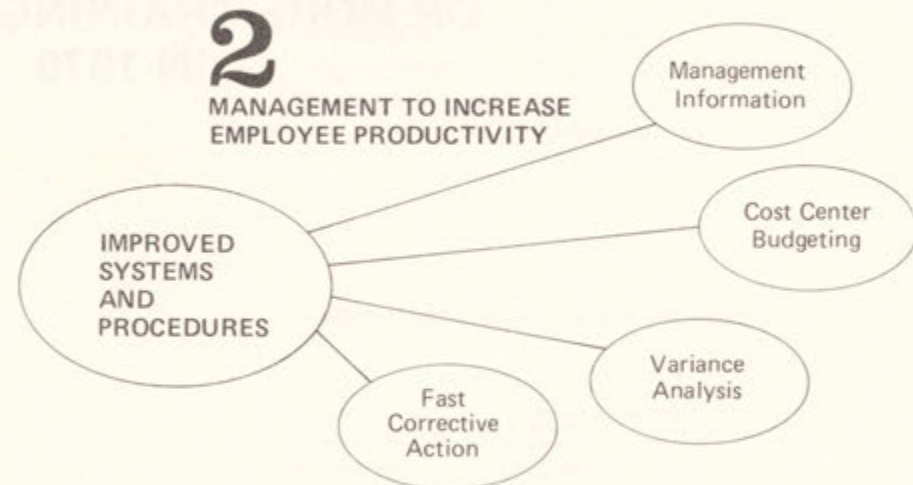 2
MANAGEMENT TO INCREASE
EMPLOYEE PRODUCTIVITY
Management
Information
Cost Center
Budgeting
IMPROVED
SYSTEMS
AND
PROCEDURES
Variance
Analysis
Fast
Corrective
Action